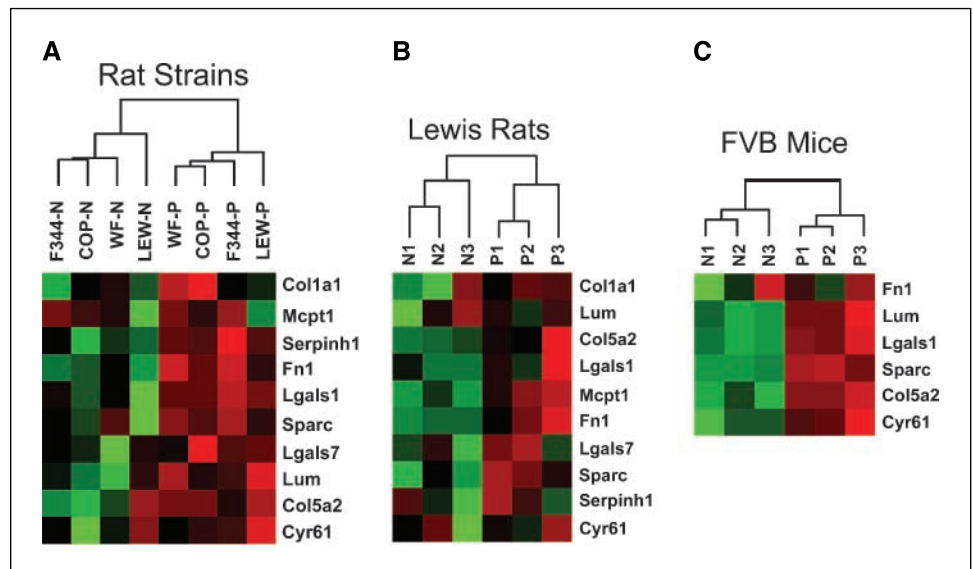 A
Rat Strains
F344-N
COP-N
WF-N
LEW-N
WF-P
COP-P
F344-P
LEW-P
Col1a1
Mcpt1
Serpinh1
Fn1
Lgals1
Sparc
Lgals7
Lum
Col5a2
Cyr61
B
Lewis Rats
N1
N2
N3
P1
P2
P3
Col1a1
Lum
Col5a2
Lgals1
Mcpt1
Fn1
Lgals7
Sparc
Serpinh1
Cyr61
C
FVB Mice
N1
N2
N3
P1
P2
P3
Fn1
Lum
Lgals1
Sparc
Col5a2
Cyr61